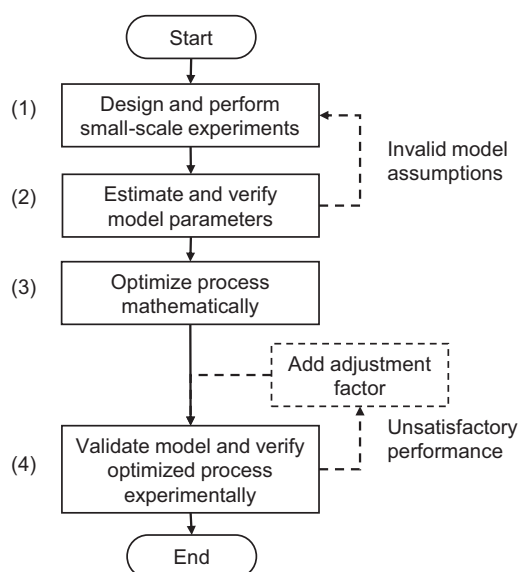 Start
(1)
Design and perform
small-scale experiments
Invalid model
assumptions
(2)
Estimate and verify
model parameters
(3)
Optimize process
mathematically
Add adjustment
factor
Unsatisfactory
performance
(4)
Validate model and verify
optimized process
experimentally
End